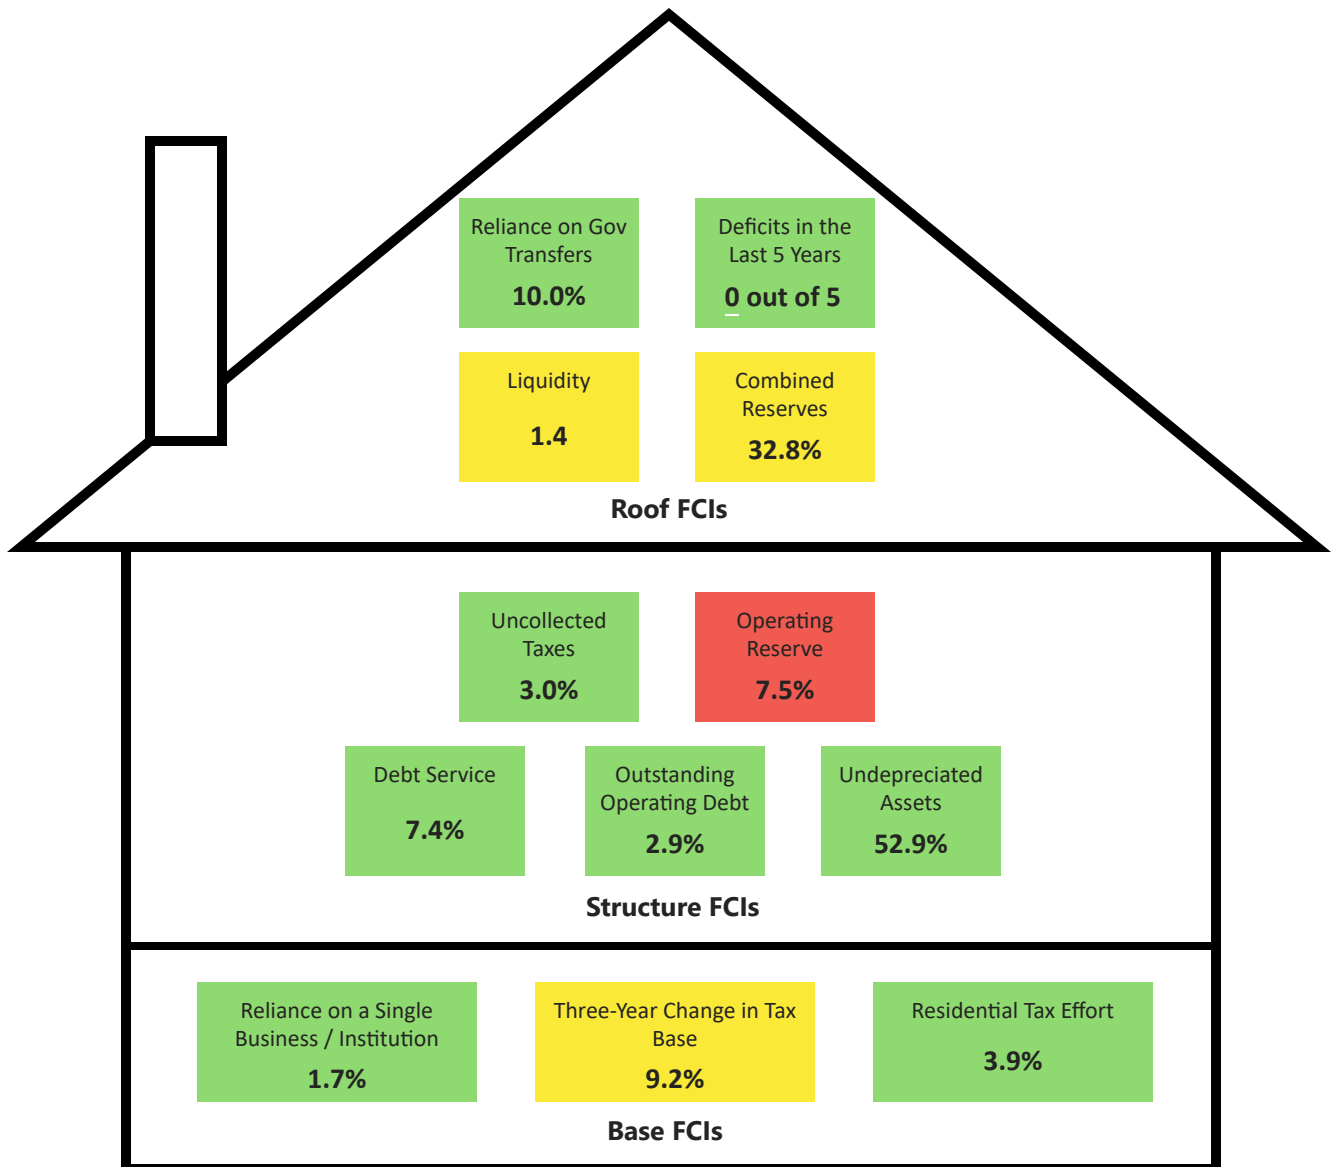 Reliance on Gov
Transfers
10.0%
Deficits in the
Last 5 Years
0 out of 5
Liquidity
1.4
Combined
Reserves
32.8%
Roof FCIs
Uncollected
Taxes
3.0%
Operating
Reserve
7.5%
Debt Service
7.4%
Outstanding
Operating Debt
2.9%
Undepreciated
Assets
52.9%
Structure FCIs
Reliance on a Single
Business / Institution
1.7%
Three-Year Change in Tax
Base
9.2%
Residential Tax Effort
3.9%
Base FCIs